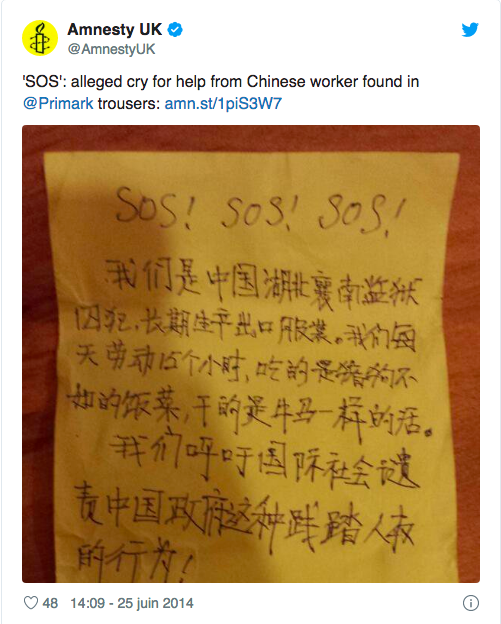 Amnesty UK
@AmnestyUK
'SOS': alleged cry for help from Chinese worker found in
@Primark trousers: amn.st/1piS3W7
SOS! SOS! SOS!
我们是中国湖北襄南监狱
囚犯,长期生产出口服装。我们每
天劳动15个小时,吃的是猪狗不
如的饭菜,干的是牛马一样的活。
我们呼吁国际社会谴
责中国政府这种践踏人权
的行为!
48 14:09 - 25 juin 2014